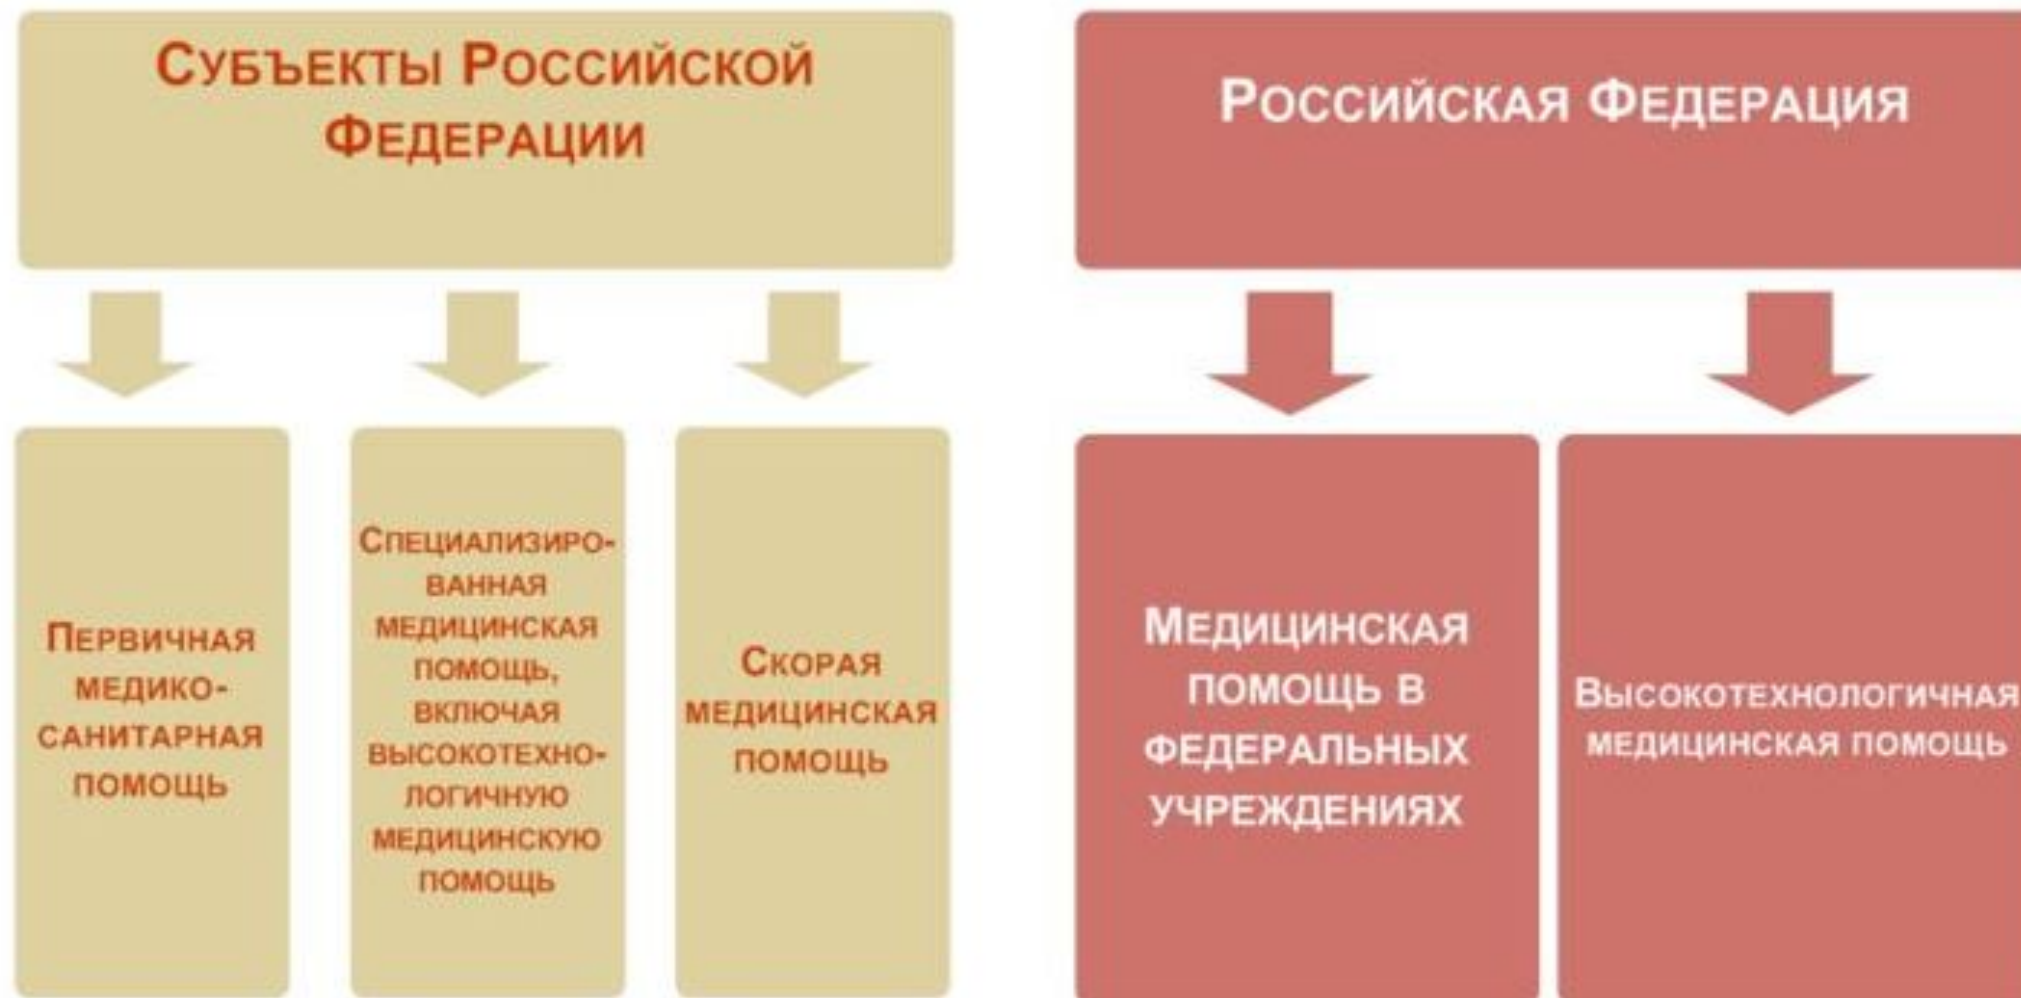 Субъекты Российской
Федерации
Первичная
медико-
санитарная
помощь
Специализиро-
ванная
медицинская
помощь,
включая
высокотехно-
логичную
медицинскую
помощь
Скорая
медицинская
помощь
Российская Федерация
Медицинская
помощь в
федеральных
учреждениях
Высокотехнологичная
медицинская помощь